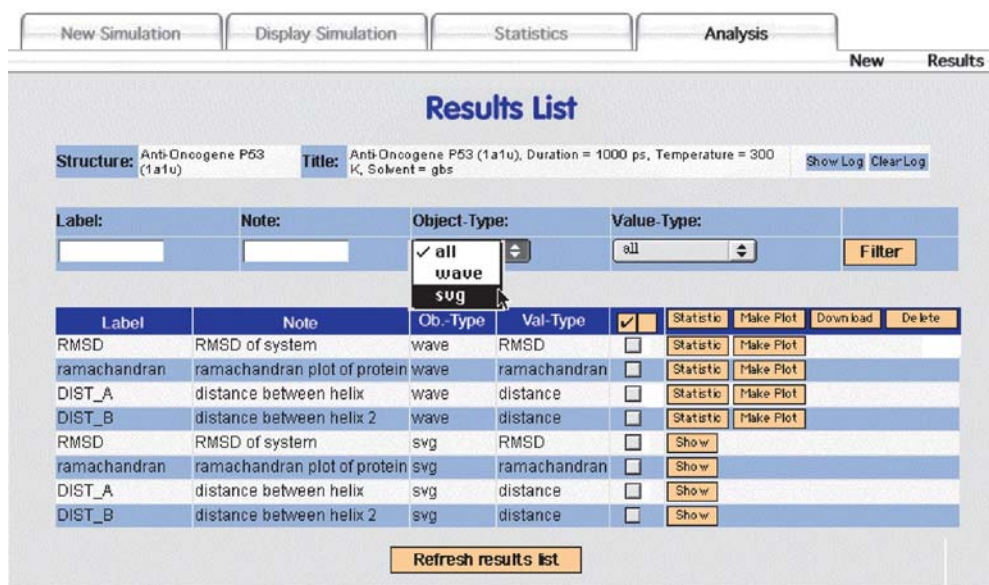 New Simulation Display Simulation Statistics Analysis
New Results
Results List
Structure: Anti-Oncogene P53 (1a1u) Title: Anti-Oncogene P53 (1a1u), Duration = 1000 ps, Temperature = 300 K, Solvent = gbs Show Log Clear Log
Label: Note: Object-Type: Value-Type:
✓ all all Filter
wave
svg
Label Note Ob.-Type Val-Type Statistic Make Plot Download Delete
RMSD RMSD of system wave RMSD Statistic Make Plot
ramachandran ramachandran plot of protein wave ramachandran Statistic Make Plot
DIST_A distance between helix wave distance Statistic Make Plot
DIST_B distance between helix 2 wave distance Statistic Make Plot
RMSD RMSD of system svg RMSD Show
ramachandran ramachandran plot of protein svg ramachandran Show
DIST_A distance between helix svg distance Show
DIST_B distance between helix 2 svg distance Show
Refresh results list